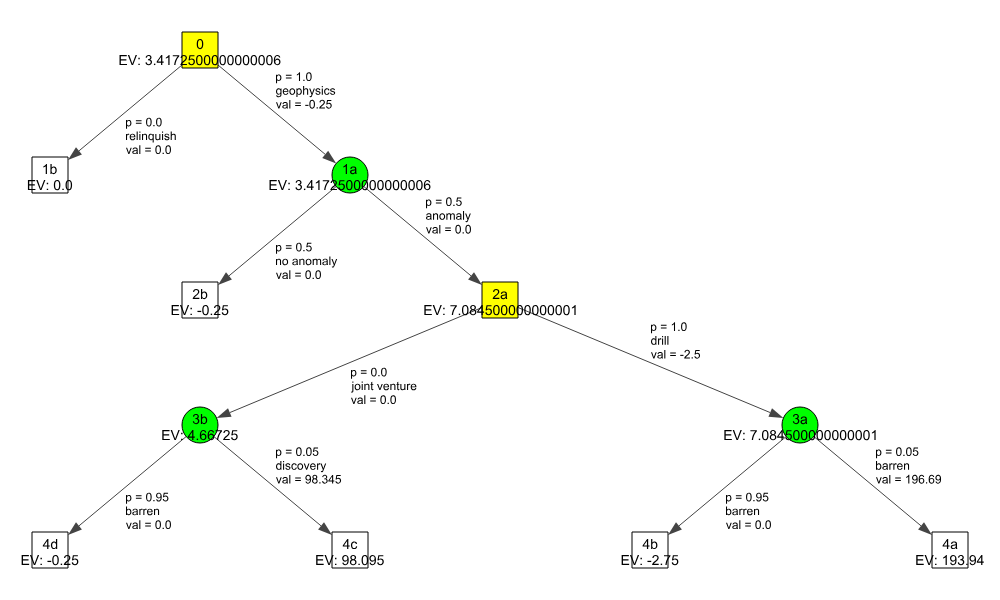 0
EV: 3.4172500000000006
p = 1.0
geophysics
val = -0.25
p = 0.0
relinquish
val = 0.0
1b
EV: 0.0
1a
EV: 3.4172500000000006
p = 0.5
anomaly
val = 0.0
p = 0.5
no anomaly
val = 0.0
2b
EV: -0.25
2a
EV: 7.084500000000001
p = 1.0
drill
val = -2.5
p = 0.0
joint venture
val = 0.0
3b
EV: 4.66725
3a
EV: 7.084500000000001
p = 0.05
discovery
val = 98.345
p = 0.05
barren
val = 196.69
p = 0.95
barren
val = 0.0
p = 0.95
barren
val = 0.0
4d
EV: -0.25
4c
EV: 98.095
4b
EV: -2.75
4a
EV: 193.94